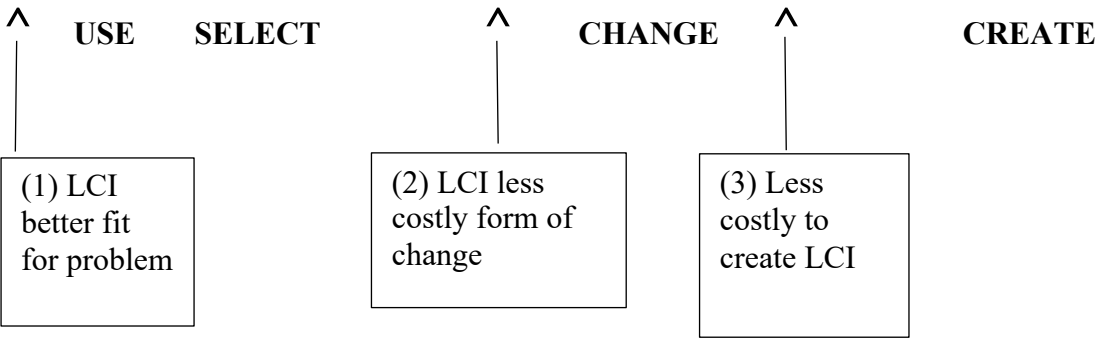 ^ ^ ^
USE SELECT CHANGE CREATE
(1) LCI
better fit
for problem
(2) LCI less
costly form of
change
(3) Less
costly to
create LCI